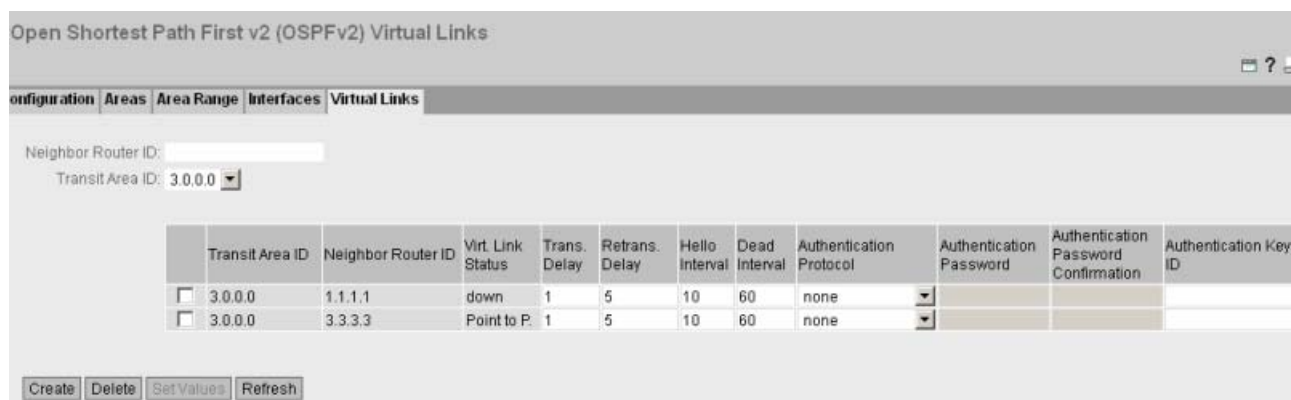 Open Shortest Path First v2 (OSPFv2) Virtual Links
?
onfiguration Areas Area Range Interfaces Virtual Links
Neighbor Router ID:
Transit Area ID: 3.0.0.0
Transit Area ID Neighbor Router ID Virt. Link Status Trans. Delay Retrans. Delay Hello Interval Dead Interval Authentication Protocol Authentication Password Authentication Password Confirmation Authentication Key ID
3.0.0.0 1.1.1.1 down 1 5 10 60 none
3.0.0.0 3.3.3.3 Point to P. 1 5 10 60 none
Create Delete Set Values Refresh